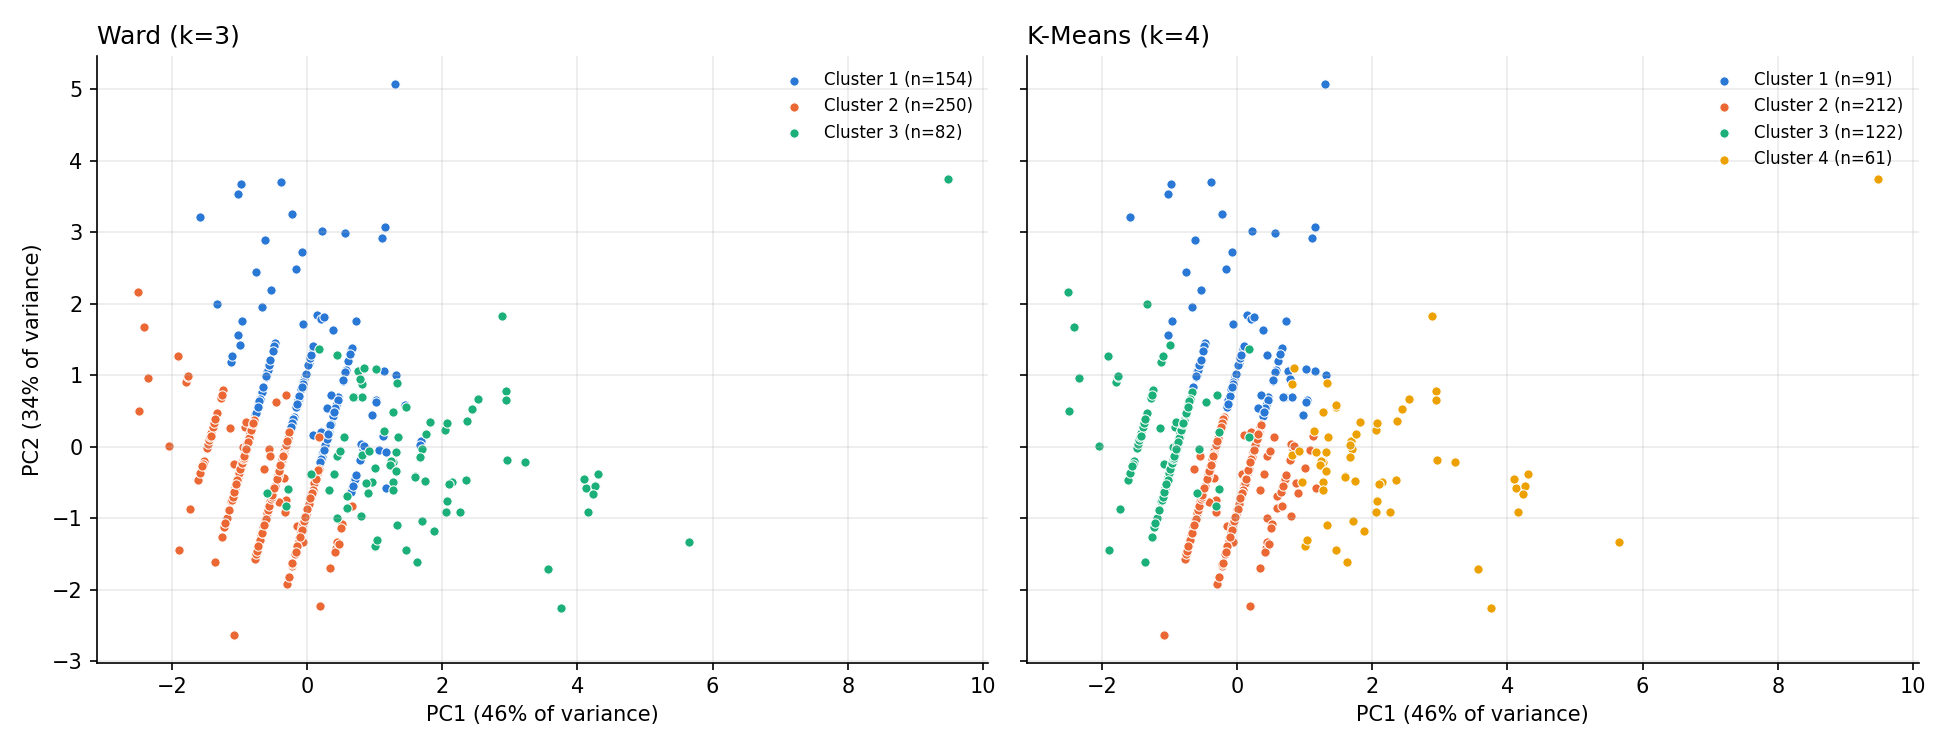 Ward (k=3)
Cluster 1 (n=154)
Cluster 2 (n=250)
Cluster 3 (n=82)
5
4
3
2
1
0
−1
−2
−3
PC2 (34% of variance)
−2 0 2 4 6 8 10
PC1 (46% of variance)
K-Means (k=4)
Cluster 1 (n=91)
Cluster 2 (n=212)
Cluster 3 (n=122)
Cluster 4 (n=61)
−2 0 2 4 6 8 10
PC1 (46% of variance)